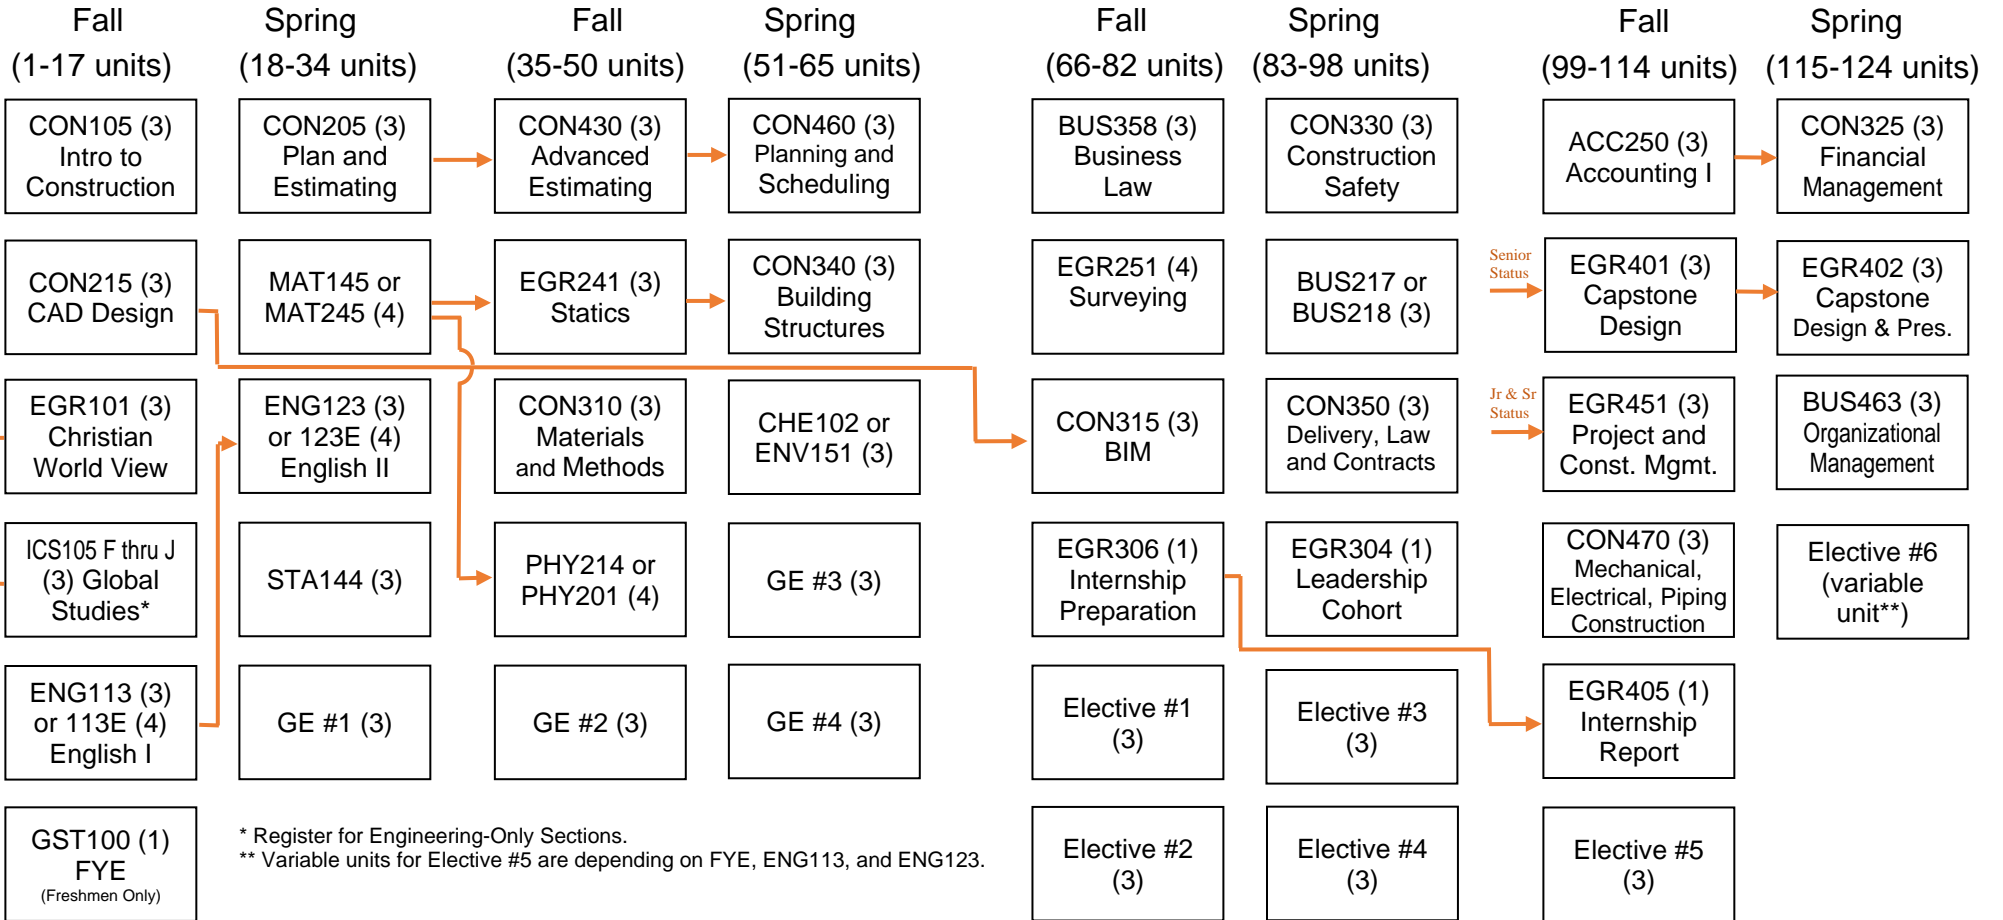 Fall
(1-17 units)
Spring
(18-34 units)
Fall
(35-50 units)
Spring
(51-65 units)
Fall
(66-82 units)
Spring
(83-98 units)
Fall
(99-114 units)
Spring
(115-124 units)
CON105 (3)
Intro to
Construction
CON205 (3)
Plan and
Estimating
CON430 (3)
Advanced
Estimating
CON460 (3)
Planning and
Scheduling
BUS358 (3)
Business
Law
CON330 (3)
Construction
Safety
ACC250 (3)
Accounting I
CON325 (3)
Financial
Management
CON215 (3)
CAD Design
MAT145 or
MAT245 (4)
EGR241 (3)
Statics
CON340 (3)
Building
Structures
EGR251 (4)
Surveying
BUS217 or
BUS218 (3)
Senior
Status
EGR401 (3)
Capstone
Design
EGR402 (3)
Capstone
Design & Pres.
EGR101 (3)
Christian
World View
ENG123 (3)
or 123E (4)
English II
CON310 (3)
Materials
and Methods
CHE102 or
ENV151 (3)
CON315 (3)
BIM
CON350 (3)
Delivery, Law
and Contracts
Jr & Sr
Status
EGR451 (3)
Project and
Const. Mgmt.
BUS463 (3)
Organizational
Management
ICS105 F thru J
(3) Global
Studies*
STA144 (3)
PHY214 or
PHY201 (4)
GE #3 (3)
EGR306 (1)
Internship
Preparation
EGR304 (1)
Leadership
Cohort
CON470 (3)
Mechanical,
Electrical, Piping
Construction
Elective #6
(variable
unit**)
ENG113 (3)
or 113E (4)
English I
GE #1 (3)
GE #2 (3)
GE #4 (3)
Elective #1
(3)
Elective #3
(3)
EGR405 (1)
Internship
Report
GST100 (1)
FYE
(Freshmen Only)
* Register for Engineering-Only Sections.
** Variable units for Elective #5 are depending on FYE, ENG113, and ENG123.
Elective #2
(3)
Elective #4
(3)
Elective #5
(3)